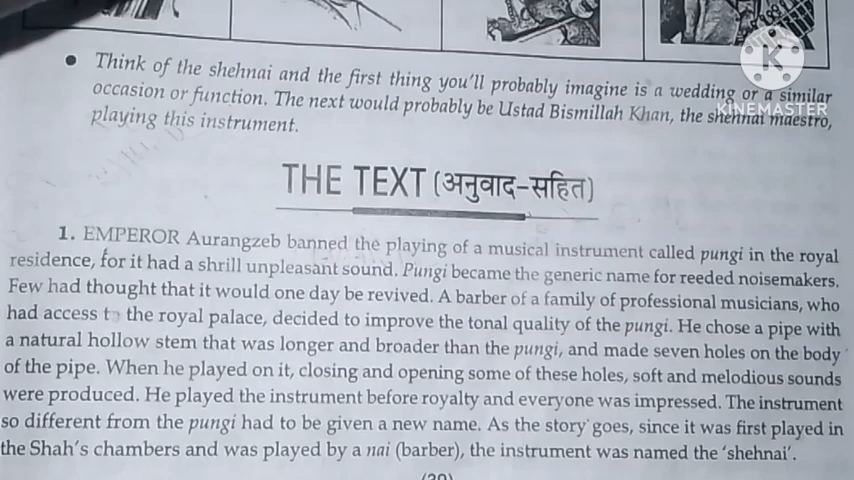 K
KINEMASTER
• Think of the shehnai and the first thing you'll probably imagine is a wedding or a similar
occasion or function. The next would probably be Ustad Bismillah Khan, the shehnai maestro,
playing this instrument.
THE TEXT (अनुवाद-सहित)
1. EMPEROR Aurangzeb banned the playing of a musical instrument called pungi in the royal
residence, for it had a shrill unpleasant sound. Pungi became the generic name for reeded noisemakers.
Few had thought that it would one day be revived. A barber of a family of professional musicians, who
had access to the royal palace, decided to improve the tonal quality of the pungi. He chose a pipe with
a natural hollow stem that was longer and broader than the pungi, and made seven holes on the body
of the pipe. When he played on it, closing and opening some of these holes, soft and melodious sounds
were produced. He played the instrument before royalty and everyone was impressed. The instrument
so different from the pungi had to be given a new name. As the story goes, since it was first played in
the Shah's chambers and was played by a nai (barber), the instrument was named the 'shehnai'.